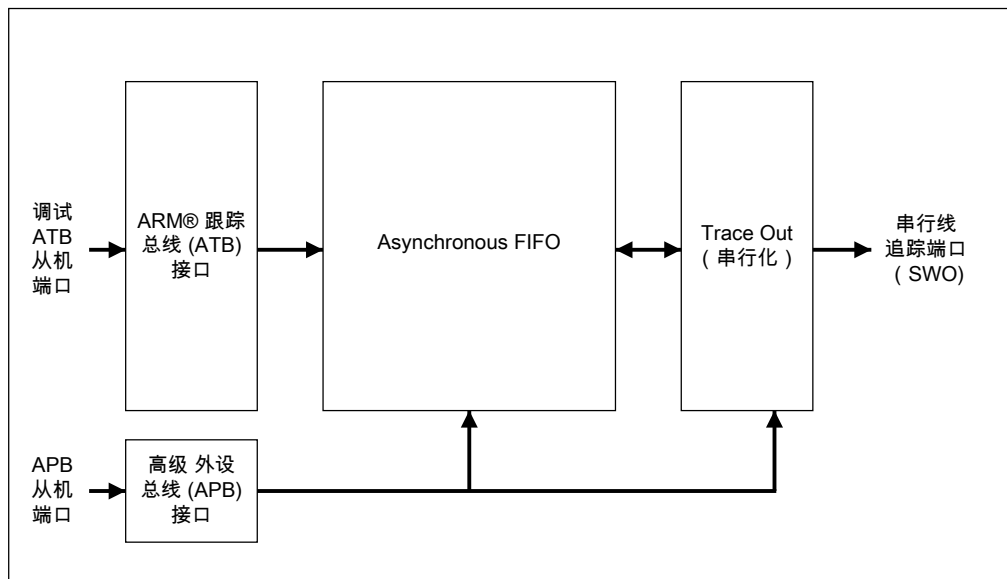 调试
ATB
从机
端口
ARM® 跟踪
总线 (ATB)
接口
Asynchronous FIFO
Trace Out
( 串行化 )
串行线
追踪端口
( SWO)
APB
从机
端口
高级 外设
总线 (APB)
接口